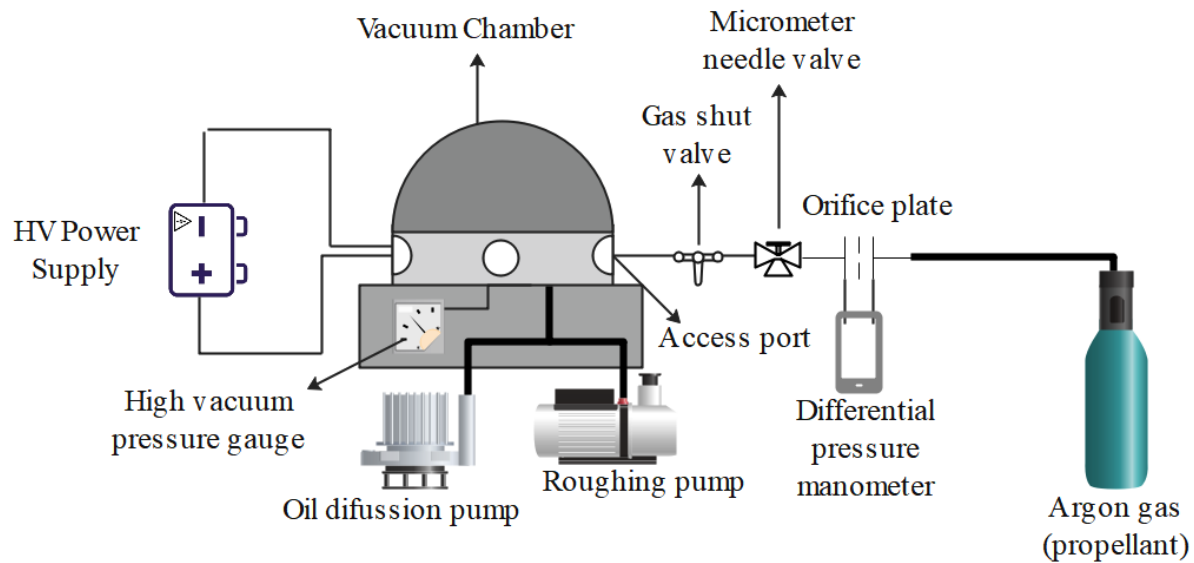 Vacuum Chamber
Micrometer
needle valve
Gas shut
valve
Orifice plate
HV Power
Supply
Access port
High vacuum
pressure gauge
Differential
pressure
manometer
Oil difussion pump
Roughing pump
Argon gas
(propellant)